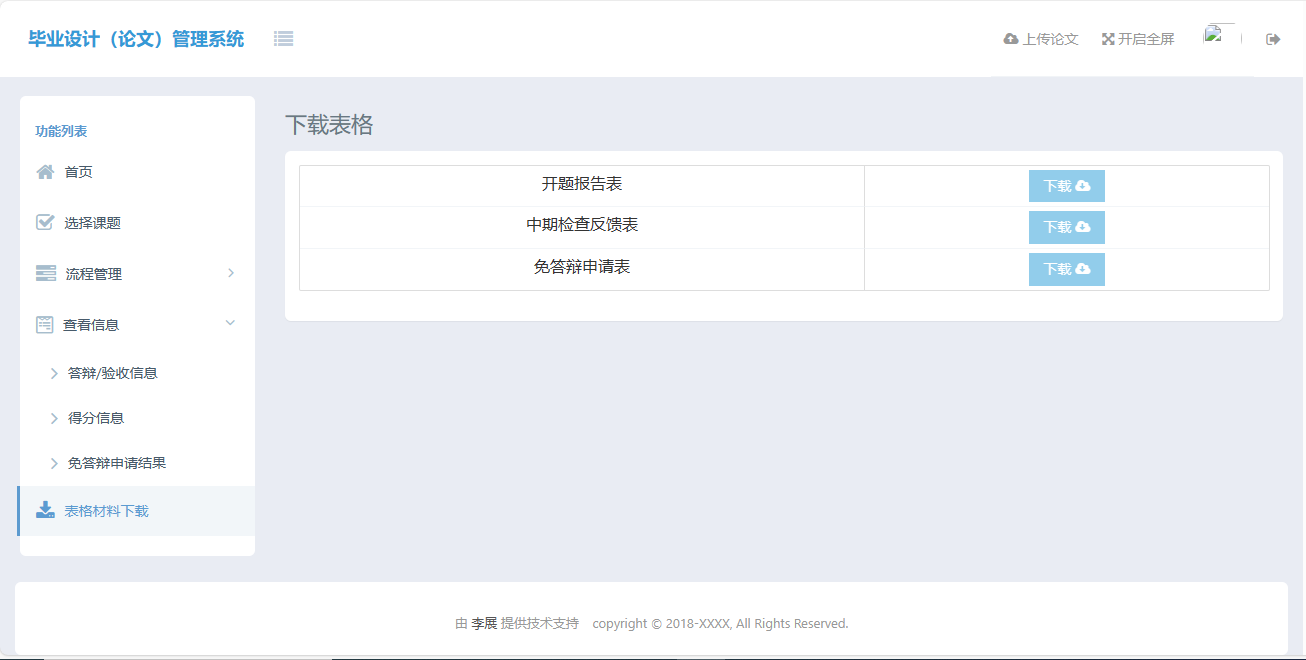 毕业设计（论文）管理系统
上传论文 开启全屏
功能列表
首页
选择课题
流程管理
查看信息
答辩/验收信息
得分信息
免答辩申请结果
表格材料下载
下载表格
开题报告表 下载
中期检查反馈表 下载
免答辩申请表 下载
由 李展 提供技术支持 copyright © 2018-XXXX, All Rights Reserved.